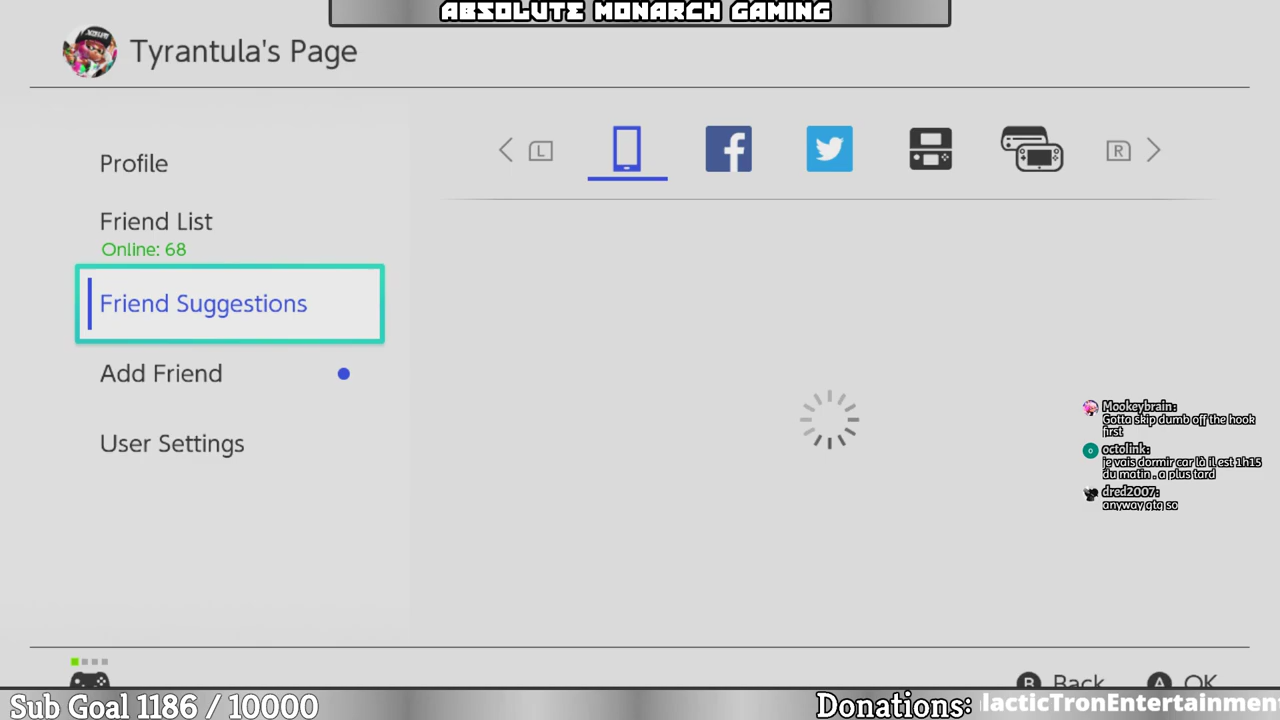 ABSOLUTE MONARCH GAMING
Tyrantula's Page
L
R
Profile
Friend List
Online: 68
Friend Suggestions
Add Friend
User Settings
Mookeybrain:
Gotta skip dumb off the hook
first
octolink:
je vais dormir car là il est 1h15
du matin . a plus tard
dred2007:
anyway gtg so
B Back
A OK
Sub Goal 1186 / 10000
Donations: lacticTronEntertainmen